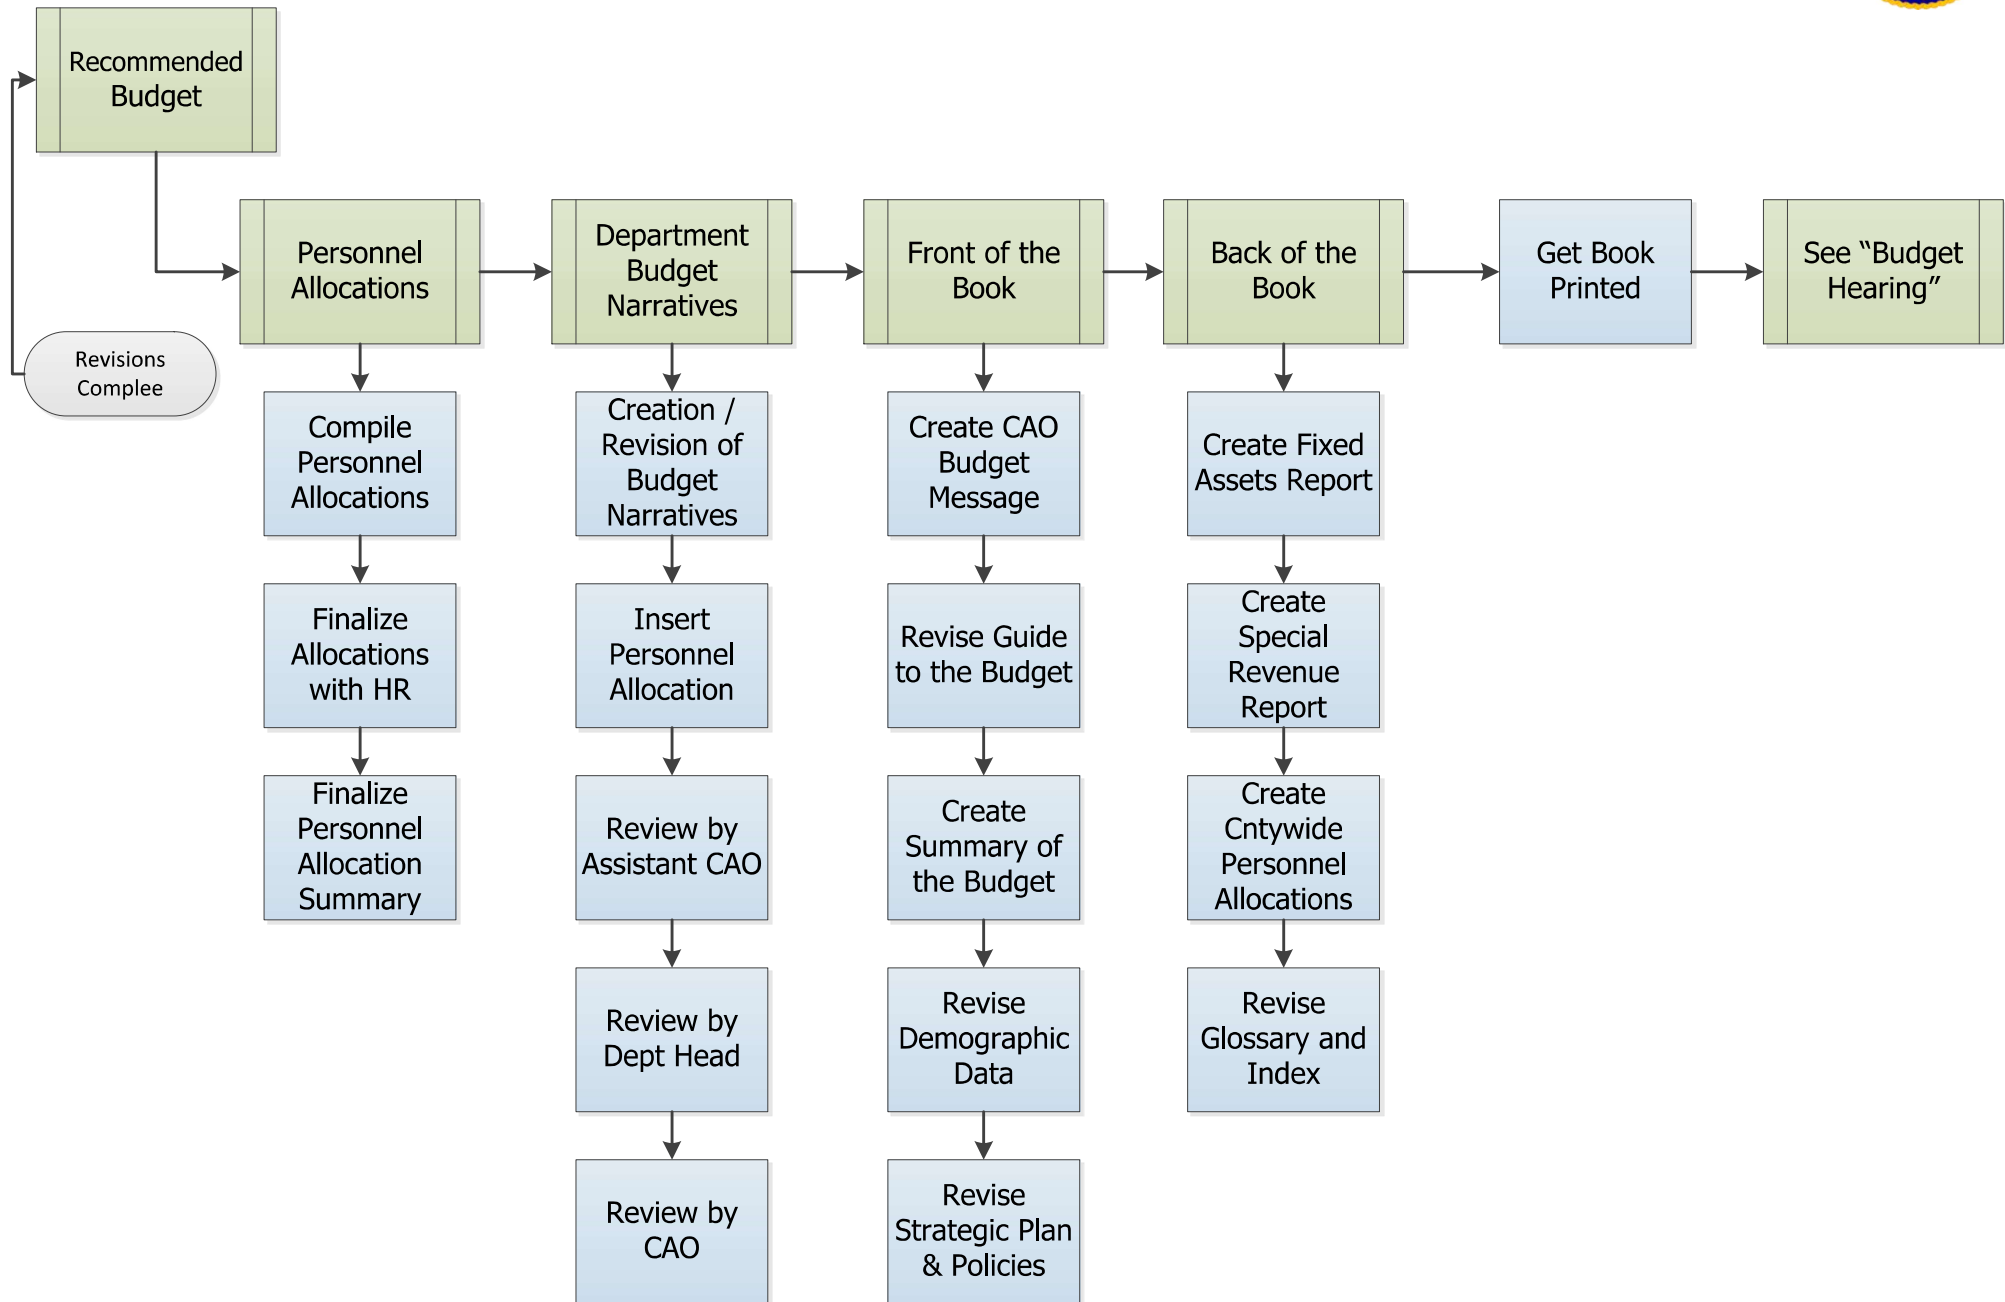 Recommended
Budget
Revisions
Complee
Personnel
Allocations
Compile
Personnel
Allocations
Finalize
Allocations
with HR
Finalize
Personnel
Allocation
Summary
Department
Budget
Narratives
Creation /
Revision of
Budget
Narratives
Insert
Personnel
Allocation
Review by
Assistant CAO
Review by
Dept Head
Review by
CAO
Front of the
Book
Create CAO
Budget
Message
Revise Guide
to the Budget
Create
Summary of
the Budget
Revise
Demographic
Data
Revise
Strategic Plan
& Policies
Back of the
Book
Create Fixed
Assets Report
Create
Special
Revenue
Report
Create
Cntywide
Personnel
Allocations
Revise
Glossary and
Index
Get Book
Printed
See “Budget
Hearing”